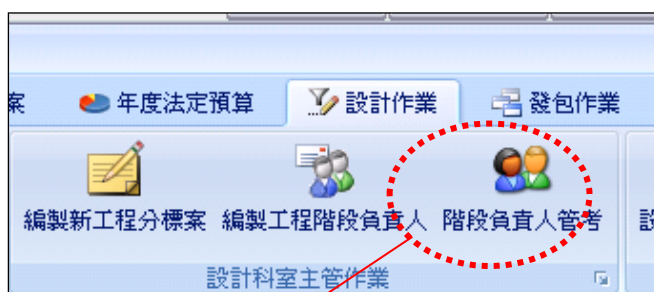 案 年度法定預算 設計作業 發包作業
編製新工程分標案 編製工程階段負責人 階段負責人管考 設
設計科室主管作業